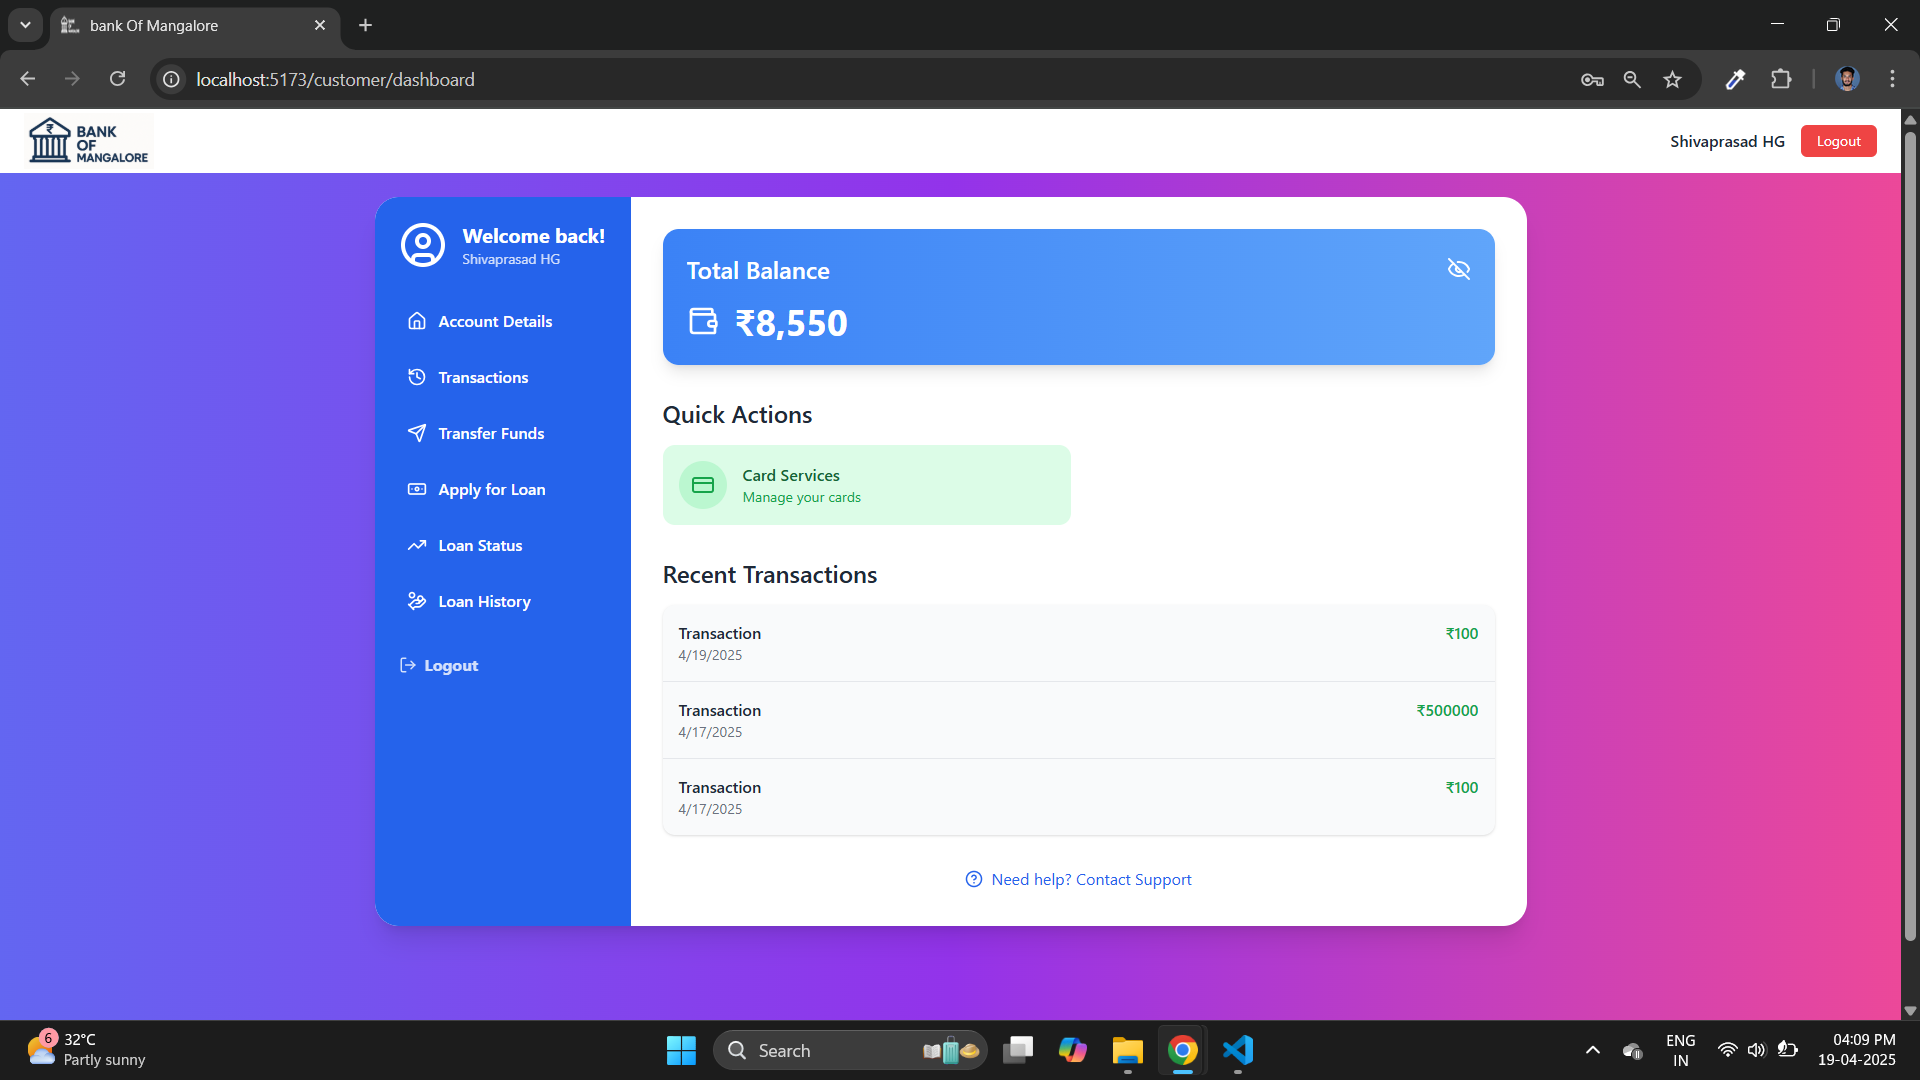 bank Of Mangalore
localhost:5173/customer/dashboard
BANK
OF
MANGALORE
Shivaprasad HG
Logout
Welcome back!
Shivaprasad HG
Account Details
Transactions
Transfer Funds
Apply for Loan
Loan Status
Loan History
Logout
Total Balance
₹8,550
Quick Actions
Card Services
Manage your cards
Recent Transactions
Transaction
₹100
4/19/2025
Transaction
₹500000
4/17/2025
Transaction
₹100
4/17/2025
Need help? Contact Support
6
32°C
Partly sunny
Search
ENG
IN
04:09 PM
19-04-2025